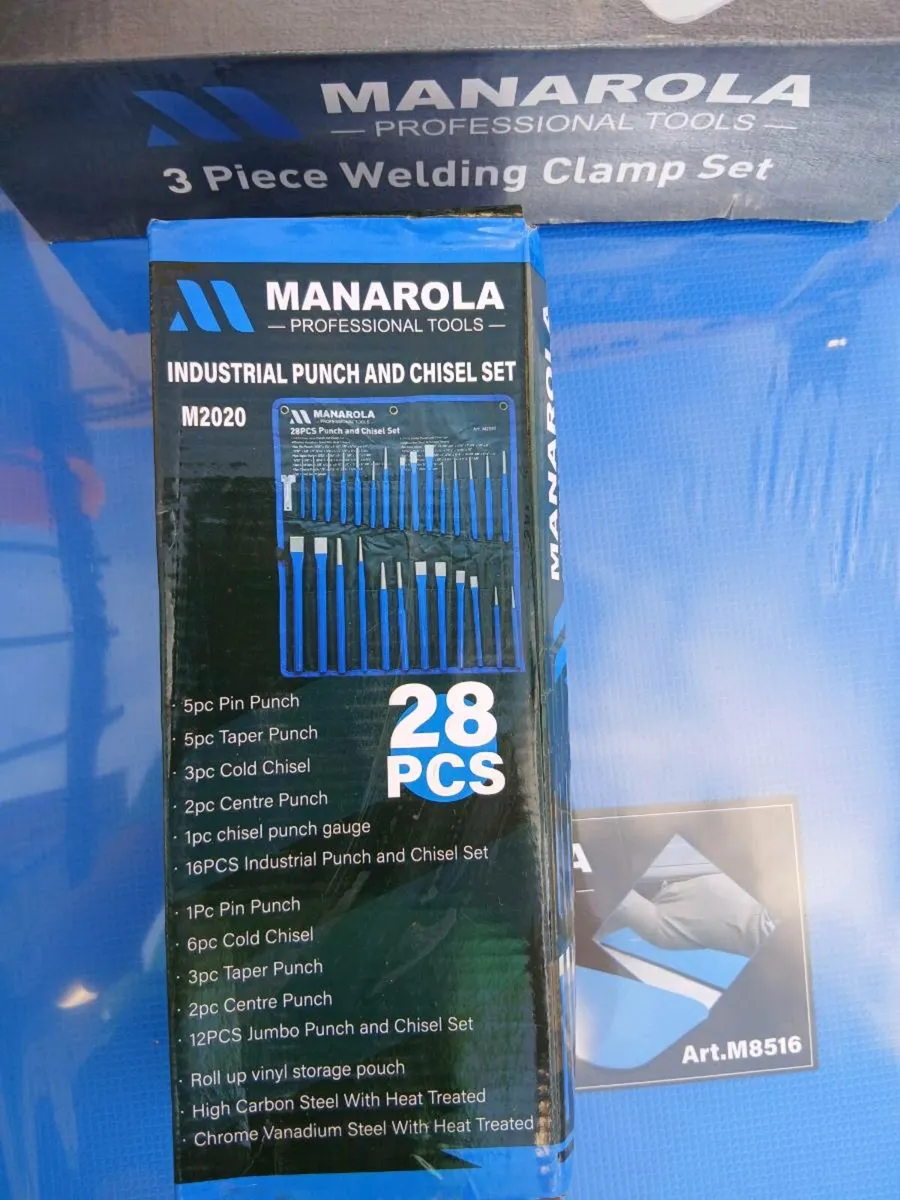 MANAROLA
— PROFESSIONAL TOOLS —
3 Piece Welding Clamp Set
MANAROLA
— PROFESSIONAL TOOLS —
INDUSTRIAL PUNCH AND CHISEL SET
M2020
MANAROLA
PROFESSIONAL TOOLS
28PCS Punch and Chisel Set
MANAROLA
28
PCS
· 5pc Pin Punch
· 5pc Taper Punch
· 3pc Cold Chisel
· 2pc Centre Punch
· 1pc chisel punch gauge
· 16PCS Industrial Punch and Chisel Set
· 1Pc Pin Punch
· 6pc Cold Chisel
· 3pc Taper Punch
· 2pc Centre Punch
· 12PCS Jumbo Punch and Chisel Set
· Roll up vinyl storage pouch
· High Carbon Steel With Heat Treated
· Chrome Vanadium Steel With Heat Treated
A
Art.M8516